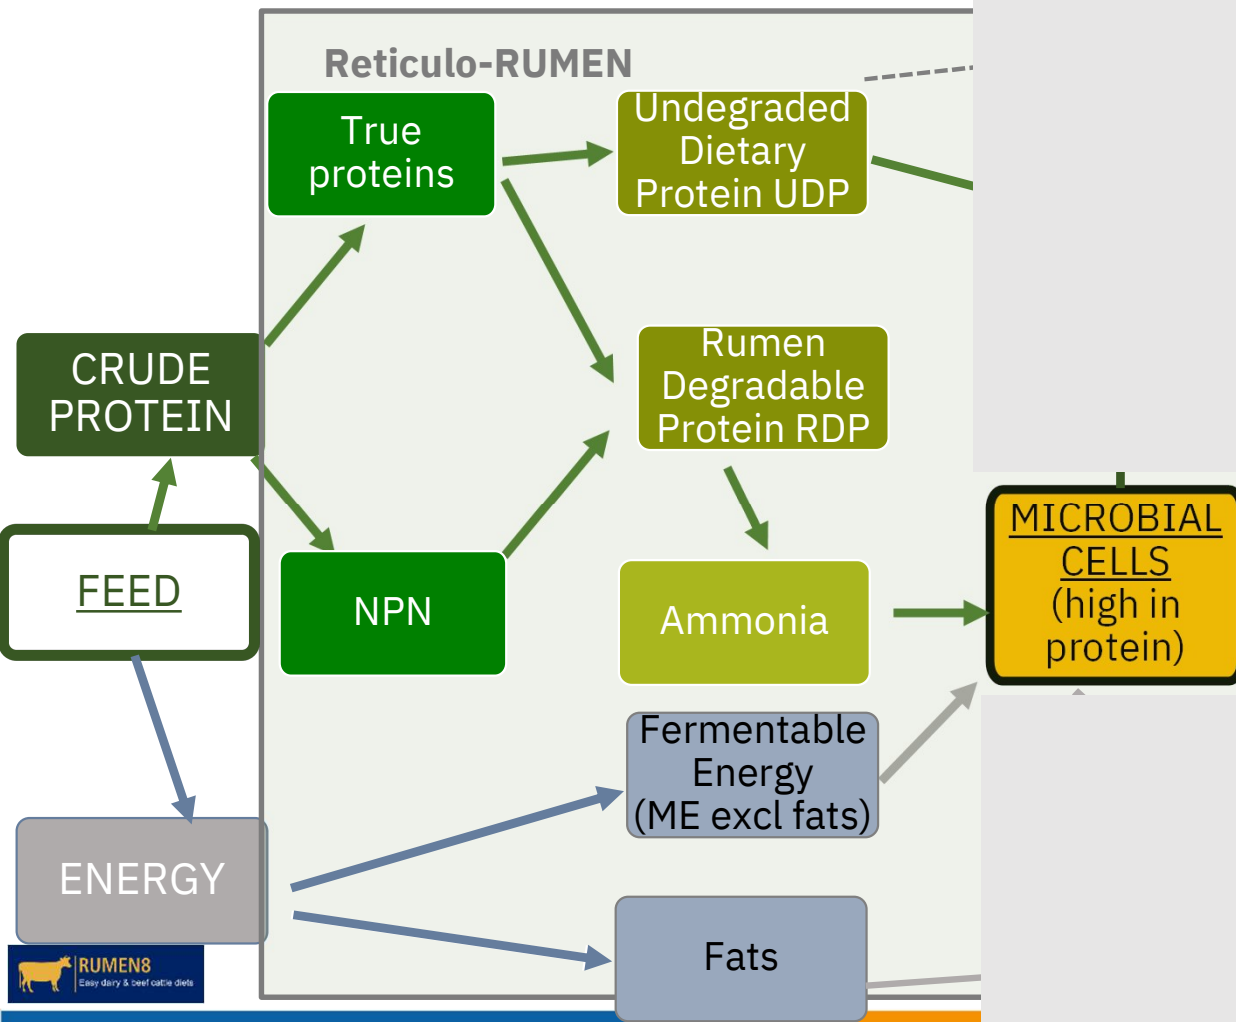 Reticulo-RUMEN
True
proteins
Undegraded
Dietary
Protein UDP
CRUDE
PROTEIN
Rumen
Degradable
Protein RDP
FEED
NPN
Ammonia
MICROBIAL
CELLS
(high in
protein)
Fermentable
Energy
(ME excl fats)
ENERGY
Fats
RUMEN8
Easy dairy & beef cattle diets